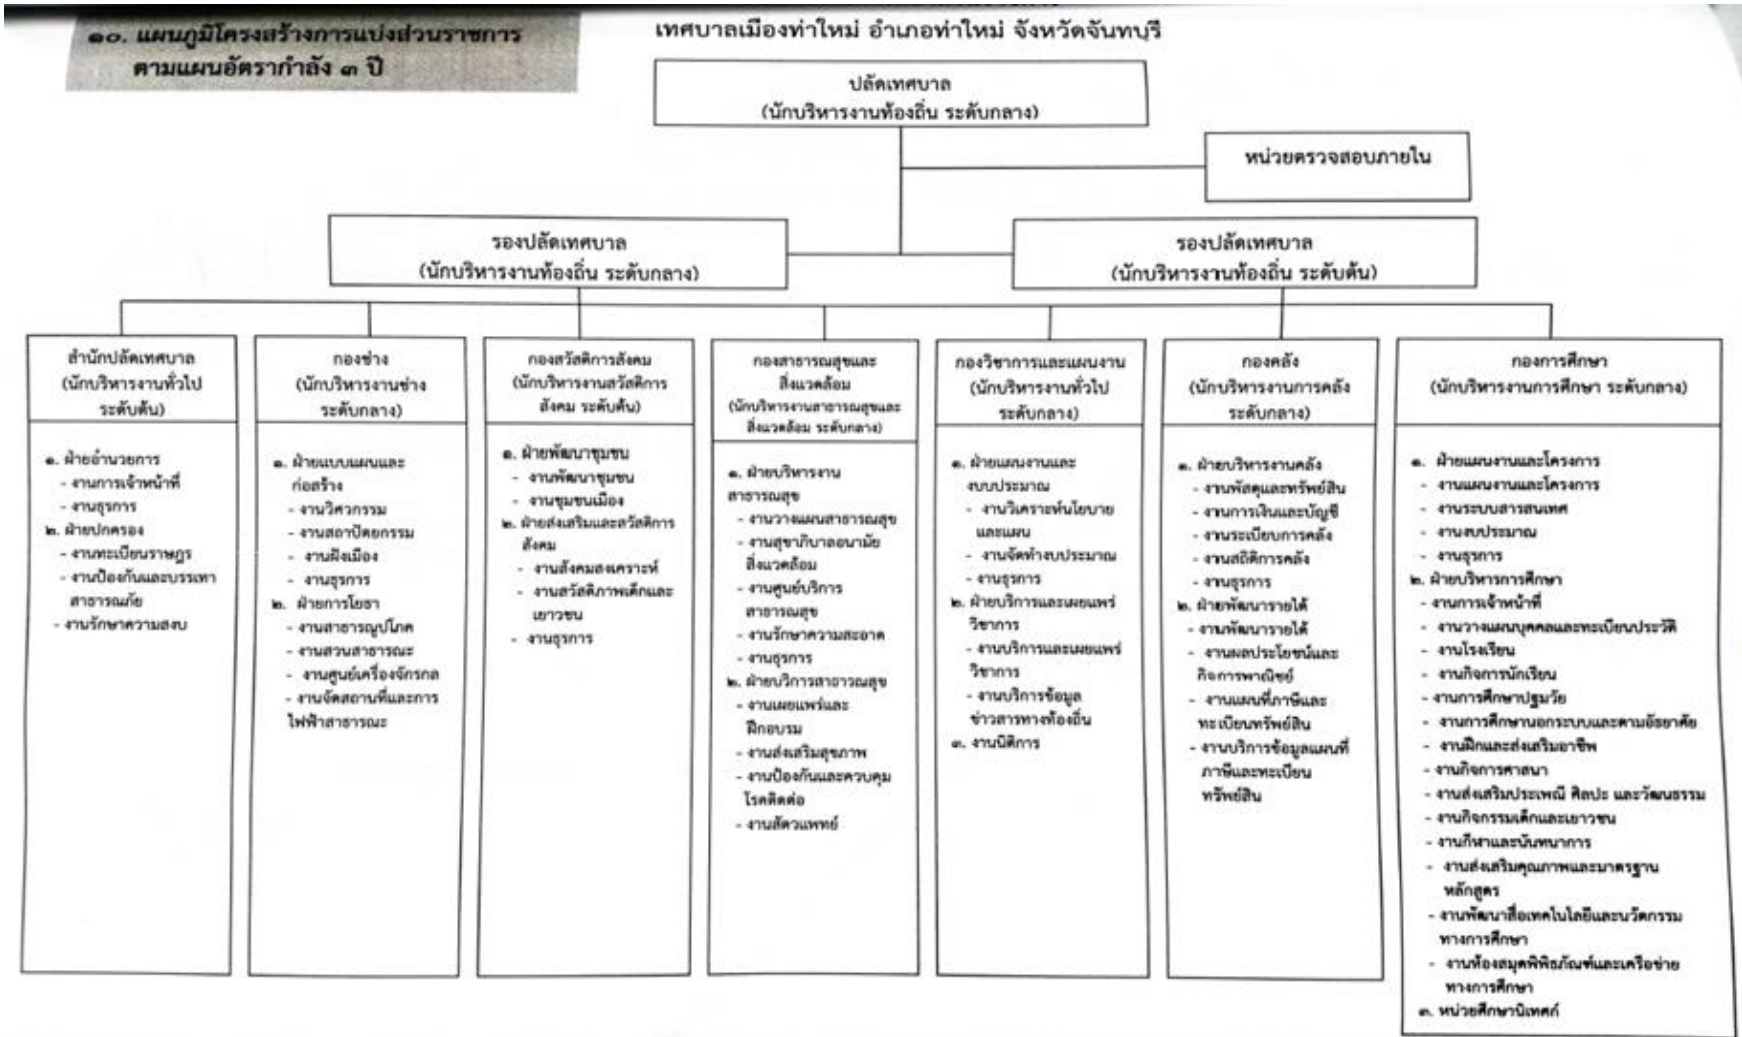 ๑๐. แผนภูมิโครงสร้างการแบ่งส่วนราชการ
ตามแผนอัตรากำลัง ๓ ปี
เทศบาลเมืองท่าใหม่ อำเภอท่าใหม่ จังหวัดจันทบุรี
ปลัดเทศบาล
(นักบริหารงานท้องถิ่น ระดับกลาง)
หน่วยตรวจสอบภายใน
รองปลัดเทศบาล
(นักบริหารงานท้องถิ่น ระดับกลาง)
รองปลัดเทศบาล
(นักบริหารงานท้องถิ่น ระดับต้น)
สำนักปลัดเทศบาล
(นักบริหารงานทั่วไป
ระดับต้น)
๑. ฝ่ายอำนวยการ
- งานการเจ้าหน้าที่
- งานธุรการ
๒. ฝ่ายปกครอง
- งานทะเบียนราษฎร
- งานป้องกันและบรรเทา
สาธารณภัย
- งานรักษาความสงบ
กองช่าง
(นักบริหารงานช่าง
ระดับกลาง)
๑. ฝ่ายแบบแผนและ
ก่อสร้าง
- งานวิศวกรรม
- งานสถาปัตยกรรม
- งานผังเมือง
- งานธุรการ
๒. ฝ่ายการโยธา
- งานสาธารณูปโภค
- งานสวนสาธารณะ
- งานศูนย์เครื่องจักรกล
- งานจัดสถานที่และการ
ไฟฟ้าสาธารณะ
กองสวัสดิการสังคม
(นักบริหารงานสวัสดิการ
สังคม ระดับต้น)
๑. ฝ่ายพัฒนาชุมชน
- งานพัฒนาชุมชน
- งานชุมชนเมือง
๒. ฝ่ายส่งเสริมและสวัสดิการ
สังคม
- งานสังคมสงเคราะห์
- งานสวัสดิภาพเด็กและ
เยาวชน
- งานธุรการ
กองสาธารณสุขและ
สิ่งแวดล้อม
(นักบริหารงานสาธารณสุขและ
สิ่งแวดล้อม ระดับกลาง)
๑. ฝ่ายบริหารงาน
สาธารณสุข
- งานวางแผนสาธารณสุข
- งานสุขาภิบาลอนามัย
สิ่งแวดล้อม
- งานศูนย์บริการ
สาธารณสุข
- งานรักษาความสะอาด
- งานธุรการ
๒. ฝ่ายบริการสาธารณสุข
- งานเผยแพร่และ
ฝึกอบรม
- งานส่งเสริมสุขภาพ
- งานป้องกันและควบคุม
โรคติดต่อ
- งานสัตวแพทย์
กองวิชาการและแผนงาน
(นักบริหารงานทั่วไป
ระดับกลาง)
๑. ฝ่ายแผนงานและ
งบประมาณ
- งานวิเคราะห์นโยบาย
และแผน
- งานจัดทำงบประมาณ
- งานธุรการ
๒. ฝ่ายบริการและเผยแพร่
วิชาการ
- งานบริการและเผยแพร่
วิชาการ
- งานบริการข้อมูล
ข่าวสารทางท้องถิ่น
๓. งานนิติการ
กองคลัง
(นักบริหารงานการคลัง
ระดับกลาง)
๑. ฝ่ายบริหารงานคลัง
- งานพัสดุและทรัพย์สิน
- งานการเงินและบัญชี
- งานระเบียบการคลัง
- งานสถิติการคลัง
- งานธุรการ
๒. ฝ่ายพัฒนารายได้
- งานพัฒนารายได้
- งานผลประโยชน์และ
กิจการพาณิชย์
- งานแผนที่ภาษีและ
ทะเบียนทรัพย์สิน
- งานบริการข้อมูลแผนที่
ภาษีและทะเบียน
ทรัพย์สิน
กองการศึกษา
(นักบริหารงานการศึกษา ระดับกลาง)
๑. ฝ่ายแผนงานและโครงการ
- งานแผนงานและโครงการ
- งานระบบสารสนเทศ
- งานงบประมาณ
- งานธุรการ
๒. ฝ่ายบริหารการศึกษา
- งานการเจ้าหน้าที่
- งานวางแผนบุคคลและทะเบียนประวัติ
- งานโรงเรียน
- งานกิจการนักเรียน
- งานการศึกษาปฐมวัย
- งานการศึกษานอกระบบและตามอัธยาศัย
- งานฝึกและส่งเสริมอาชีพ
- งานกิจการศาสนา
- งานส่งเสริมประเพณี ศิลปะ และวัฒนธรรม
- งานกิจกรรมเด็กและเยาวชน
- งานกีฬาและนันทนาการ
- งานส่งเสริมคุณภาพและมาตรฐาน
หลักสูตร
- งานพัฒนาสื่อเทคโนโลยีและนวัตกรรม
ทางการศึกษา
- งานห้องสมุดพิพิธภัณฑ์และเครือข่าย
ทางการศึกษา
๓. หน่วยศึกษานิเทศก์